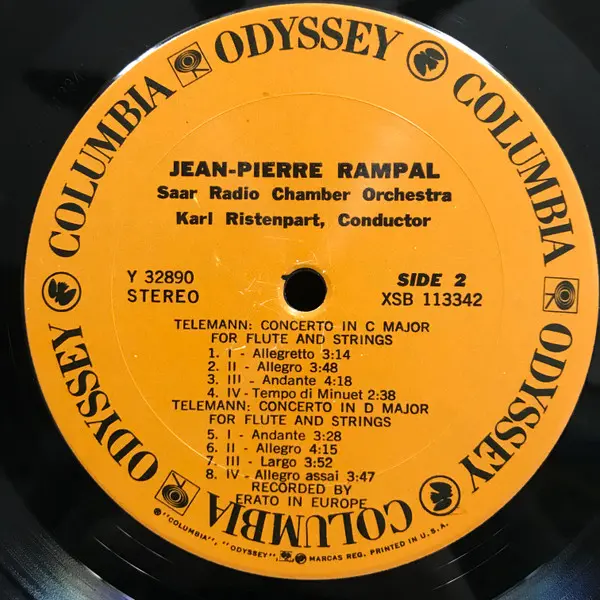 COLUMBIA ODYSSEY COLUMBIA ODYSSEY COLUMBIA ODYSSEY
JEAN-PIERRE RAMPAL
Saar Radio Chamber Orchestra
Karl Ristenpart, Conductor
Y 32890
STEREO
SIDE 2
XSB 113342
TELEMANN: CONCERTO IN C MAJOR
FOR FLUTE AND STRINGS
1. I - Allegretto 3:14
2. II - Allegro 3:48
3. III - Andante 4:18
4. IV - Tempo di Minuet 2:38
TELEMANN: CONCERTO IN D MAJOR
FOR FLUTE AND STRINGS
5. I - Andante 3:28
6. II - Allegro 4:15
7. III - Largo 3:52
8. IV - Allegro assai 3:47
RECORDED BY
ERATO IN EUROPE
® "COLUMBIA", "ODYSSEY", MARCAS REG. PRINTED IN U.S.A.